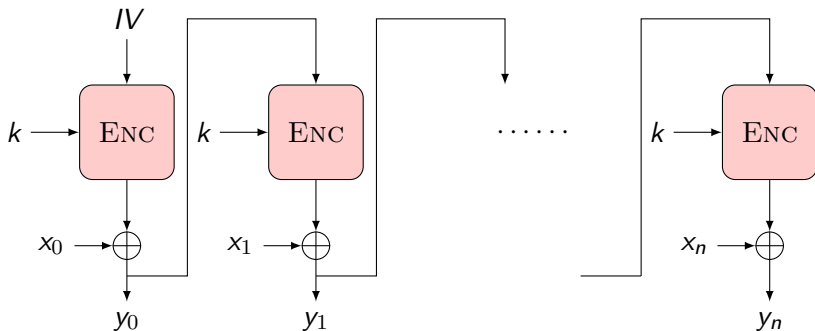 IV
k ENC k ENC ...... k ENC
x₀ x₁ xₙ
y₀ y₁ yₙ